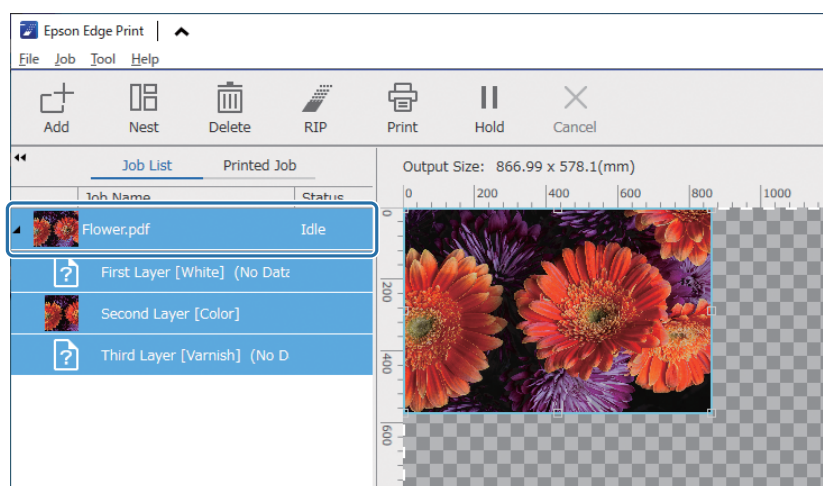 Epson Edge Print
File Job Tool Help
Add Nest Delete RIP Print Hold Cancel
Job List Printed Job
Output Size: 866.99 x 578.1(mm)
Job Name Status
0 200 400 600 800 1000
Flower.pdf Idle
First Layer [White] (No Data
Second Layer [Color]
Third Layer [Varnish] (No D
0
200
400
600